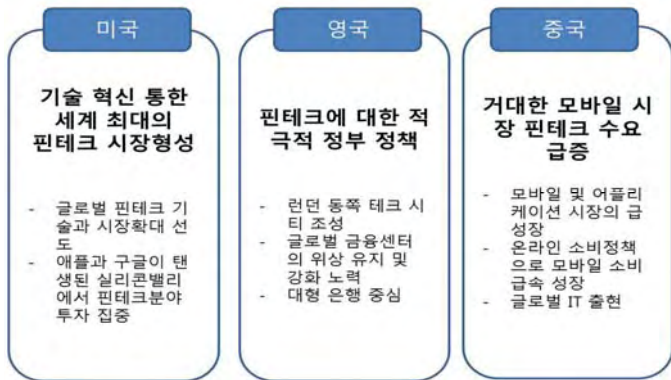 미국
기술 혁신 통한
세계 최대의
핀테크 시장형성
- 글로벌 핀테크 기
술과 시장확대 선
도
- 애플과 구글이 탠
생된 실리콘밸리
에서 핀테크분야
투자 집중
영국
핀테크에 대한 적
극적 정부 정책
- 런던 동쪽 테크 시
티 조성
- 글로벌 금융센터
의 위상 유지 및
강화 노력
- 대형 은행 중심
중국
거대한 모바일 시
장 핀테크 수요
급증
- 모바일 및 어플리
케이션 시장의 급
성장
- 온라인 소비정책
으로 모바일 소비
급속 성장
- 글로벌 IT 출현